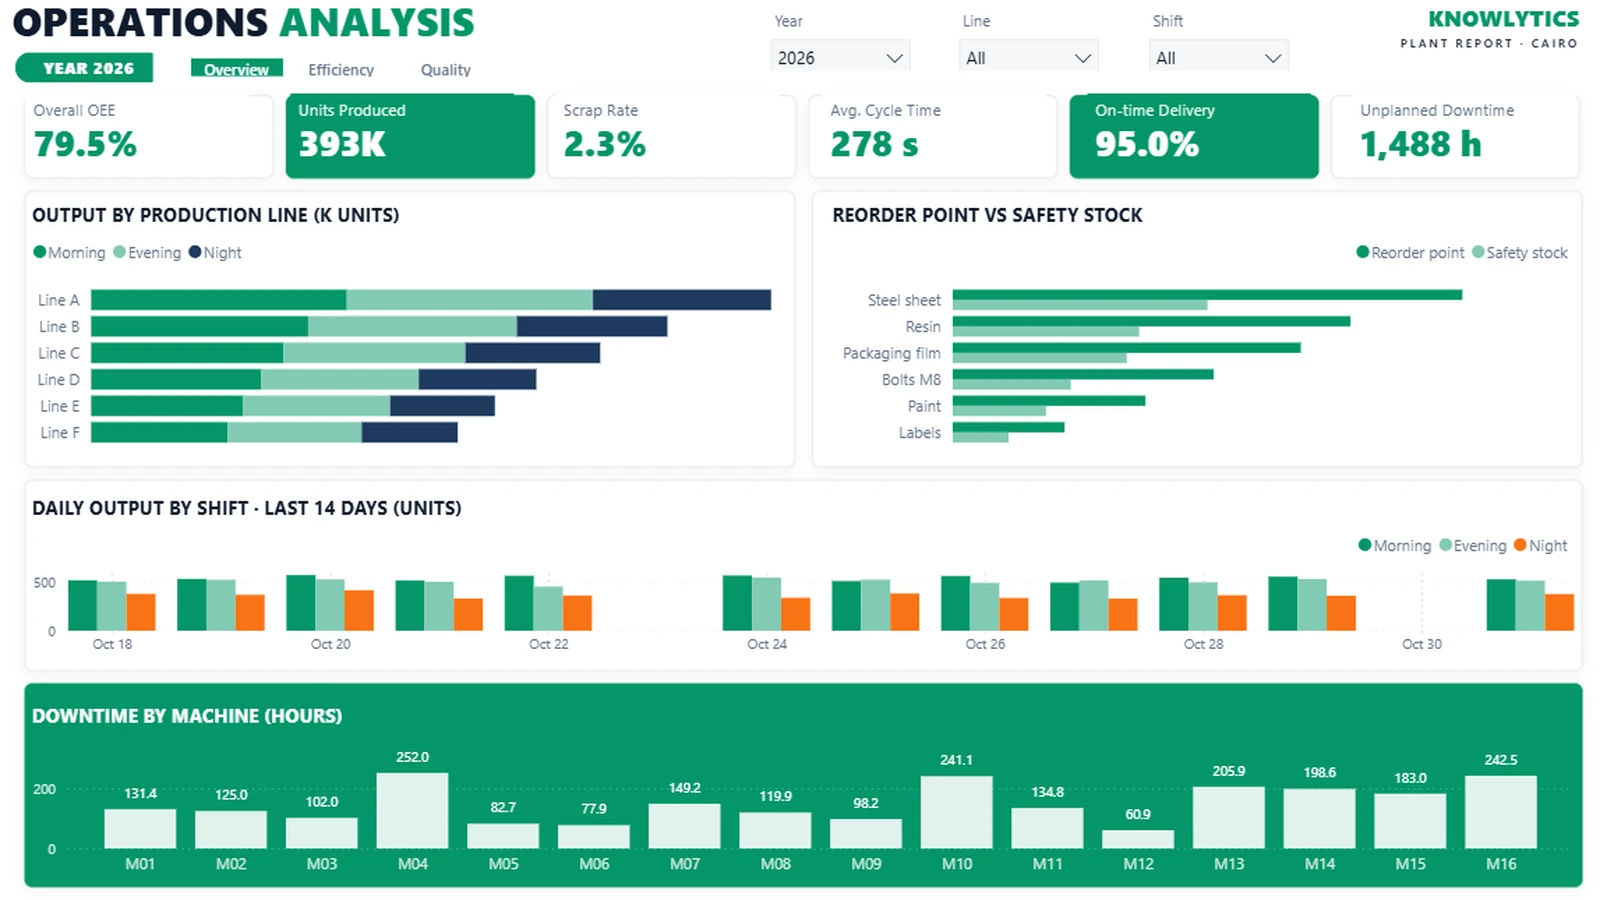 OPERATIONS ANALYSIS
Year
Line
Shift
KNOWLYTICS
PLANT REPORT · CAIRO
2026
All
All
YEAR 2026
Overview
Efficiency
Quality
Overall OEE
79.5%
Units Produced
393K
Scrap Rate
2.3%
Avg. Cycle Time
278 s
On-time Delivery
95.0%
Unplanned Downtime
1,488 h
OUTPUT BY PRODUCTION LINE (K UNITS)
Morning Evening Night
Line A
Line B
Line C
Line D
Line E
Line F
REORDER POINT VS SAFETY STOCK
Reorder point Safety stock
Steel sheet
Resin
Packaging film
Bolts M8
Paint
Labels
DAILY OUTPUT BY SHIFT · LAST 14 DAYS (UNITS)
Morning Evening Night
500
0
Oct 18 Oct 20 Oct 22 Oct 24 Oct 26 Oct 28 Oct 30
DOWNTIME BY MACHINE (HOURS)
200
0
131.4 125.0 102.0 252.0 82.7 77.9 149.2 119.9 98.2 241.1 134.8 60.9 205.9 198.6 183.0 242.5
M01 M02 M03 M04 M05 M06 M07 M08 M09 M10 M11 M12 M13 M14 M15 M16